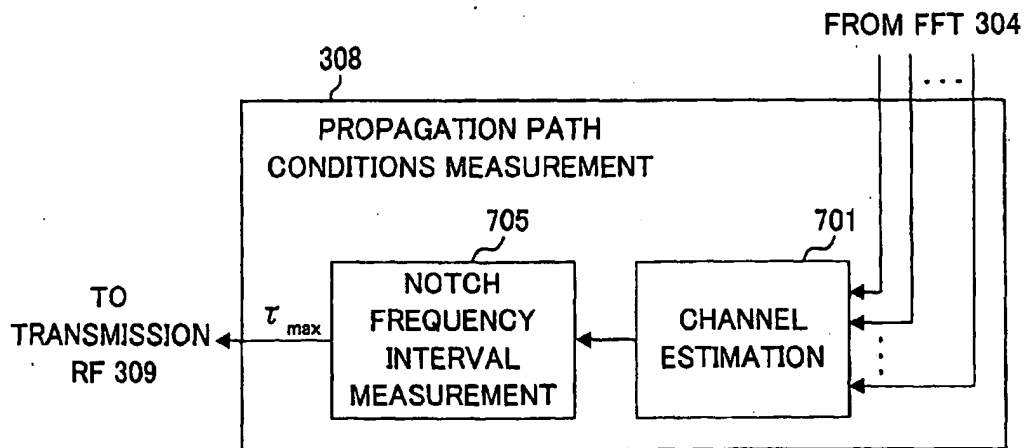 FROM FFT 304
308
PROPAGATION PATH
CONDITIONS MEASUREMENT
705
701
NOTCH
FREQUENCY
INTERVAL
MEASUREMENT
CHANNEL
ESTIMATION
τ max
TO
TRANSMISSION
RF 309